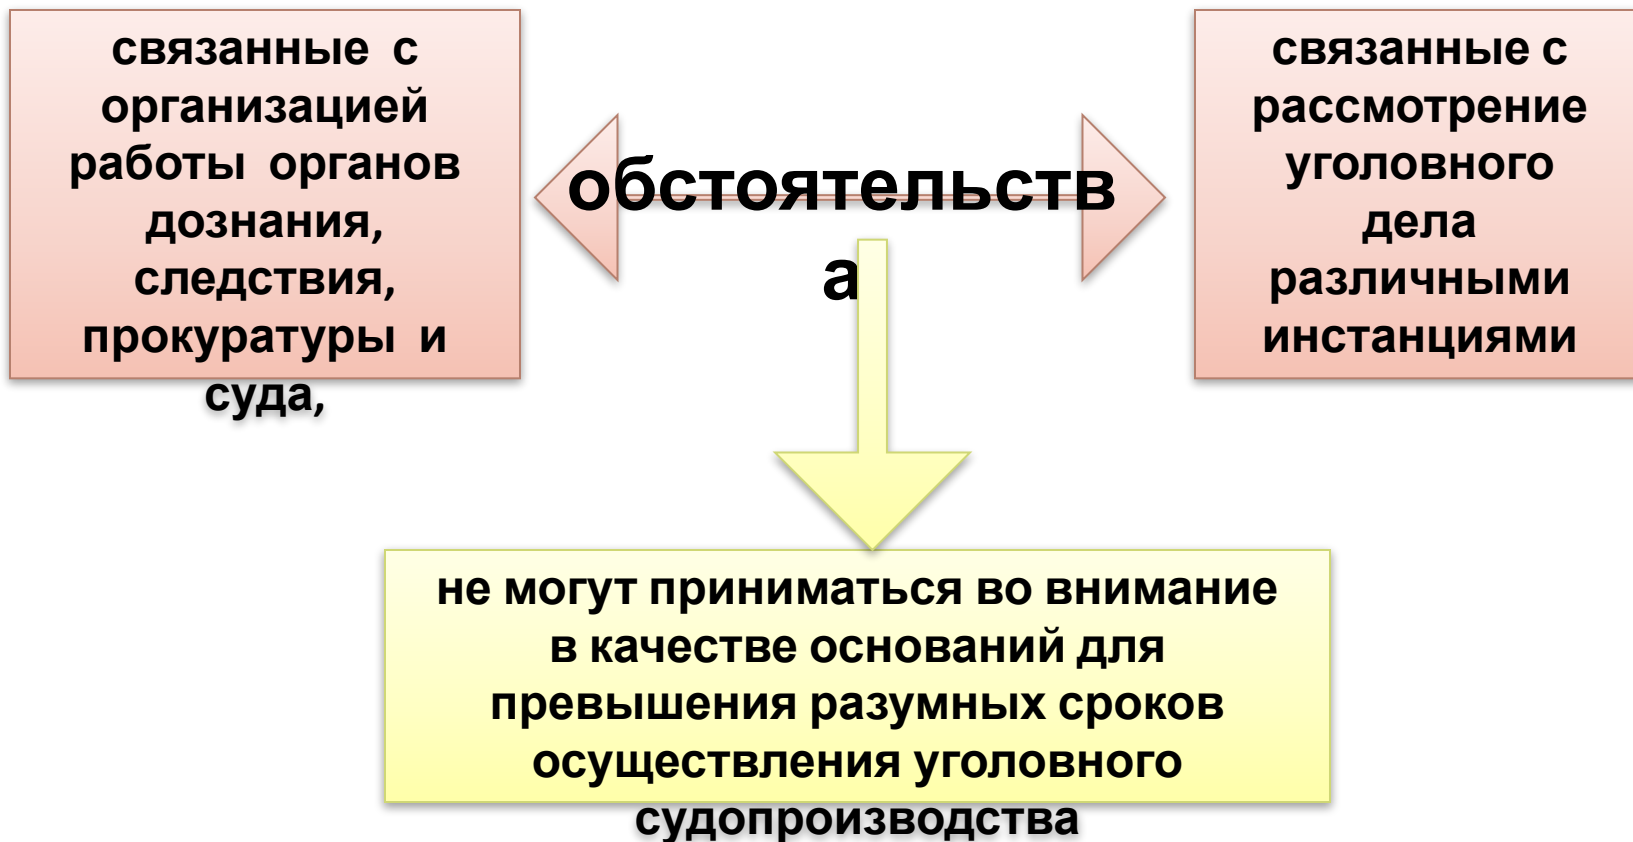 связанные с
организацией
работы органов
дознания,
следствия,
прокуратуры и
суда,
обстоятельств
а
связанные с
рассмотрение
уголовного
дела
различными
инстанциями
не могут приниматься во внимание
в качестве оснований для
превышения разумных сроков
осуществления уголовного
судопроизводства